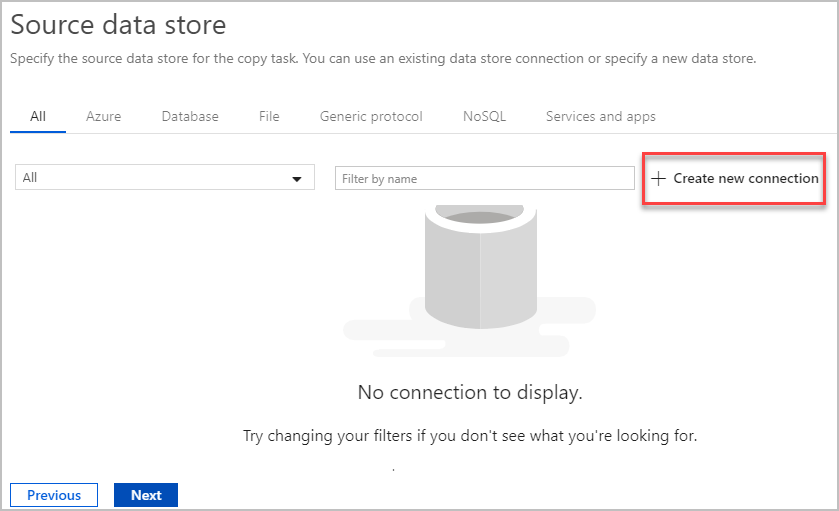 Source data store
Specify the source data store for the copy task. You can use an existing data store connection or specify a new data store.
All Azure Database File Generic protocol NoSQL Services and apps
All Filter by name + Create new connection
No connection to display.
Try changing your filters if you don't see what you're looking for.
.
Previous Next